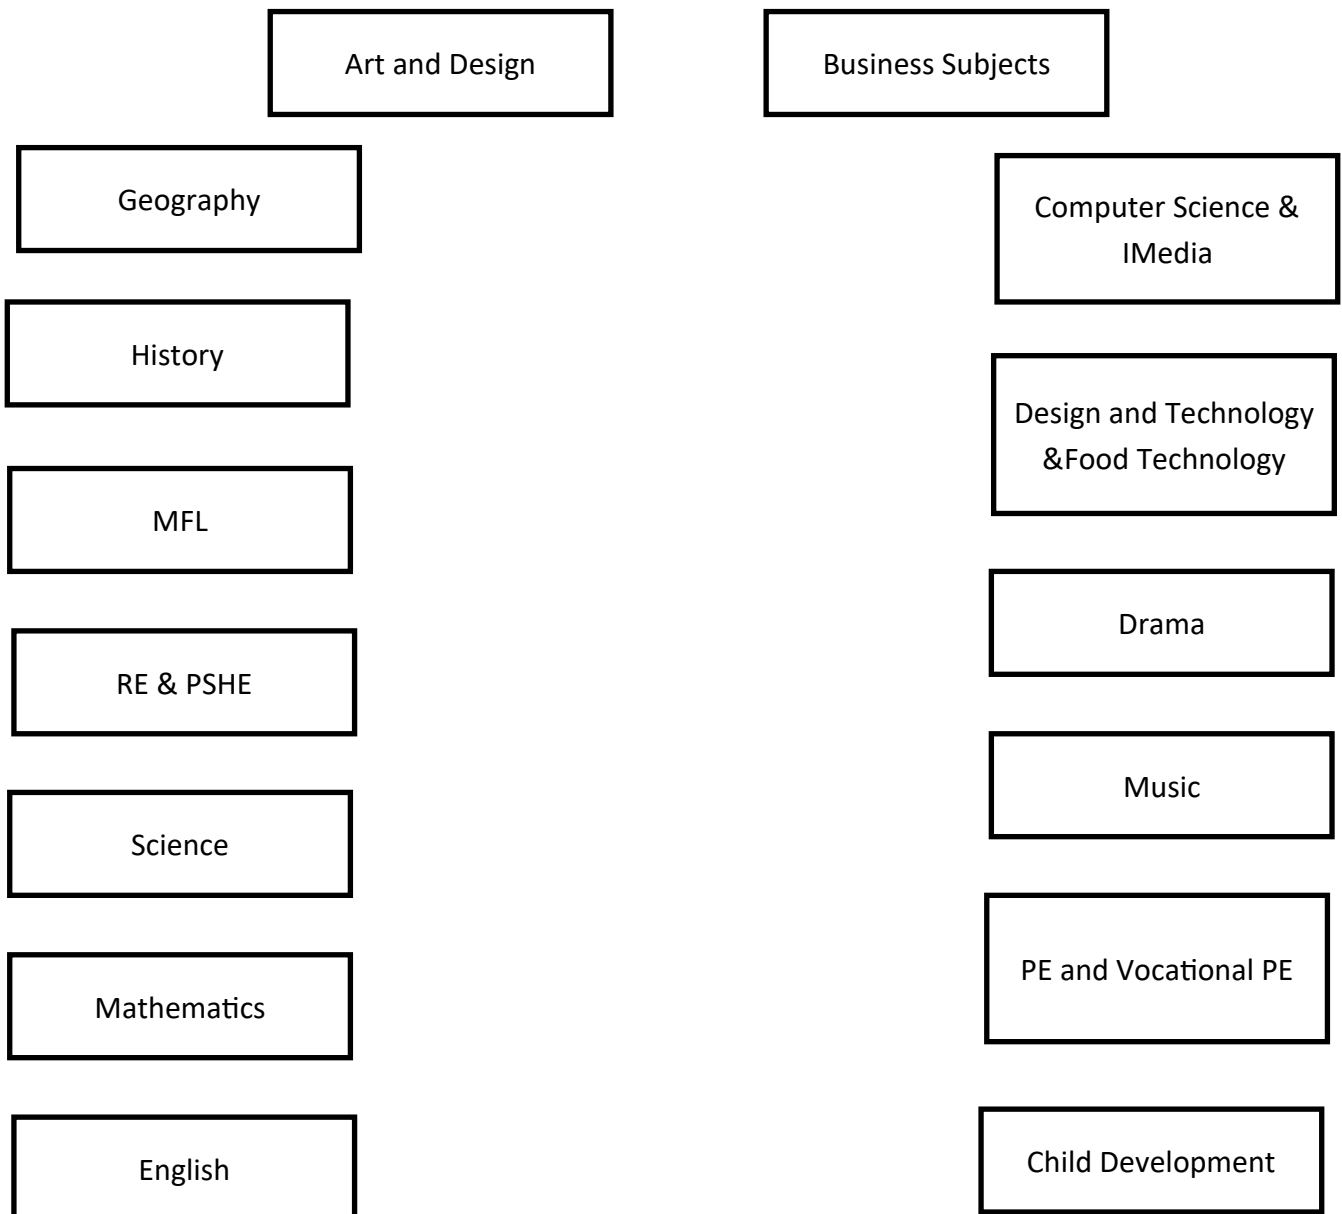 Art and Design
Business Subjects
Geography
History
MFL
RE & PSHE
Science
Mathematics
English
Computer Science &
IMedia
Design and Technology
&Food Technology
Drama
Music
PE and Vocational PE
Child Development